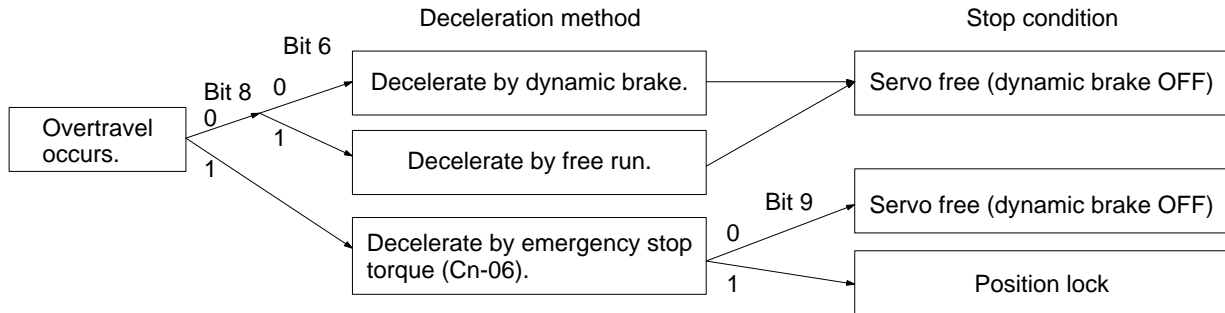 Deceleration method
Stop condition
Bit 6
0
Decelerate by dynamic brake.
Servo free (dynamic brake OFF)
Bit 8
0
Overtravel
occurs.
1
Decelerate by free run.
1
Bit 9
Servo free (dynamic brake OFF)
0
Decelerate by emergency stop
torque (Cn-06).
1
Position lock